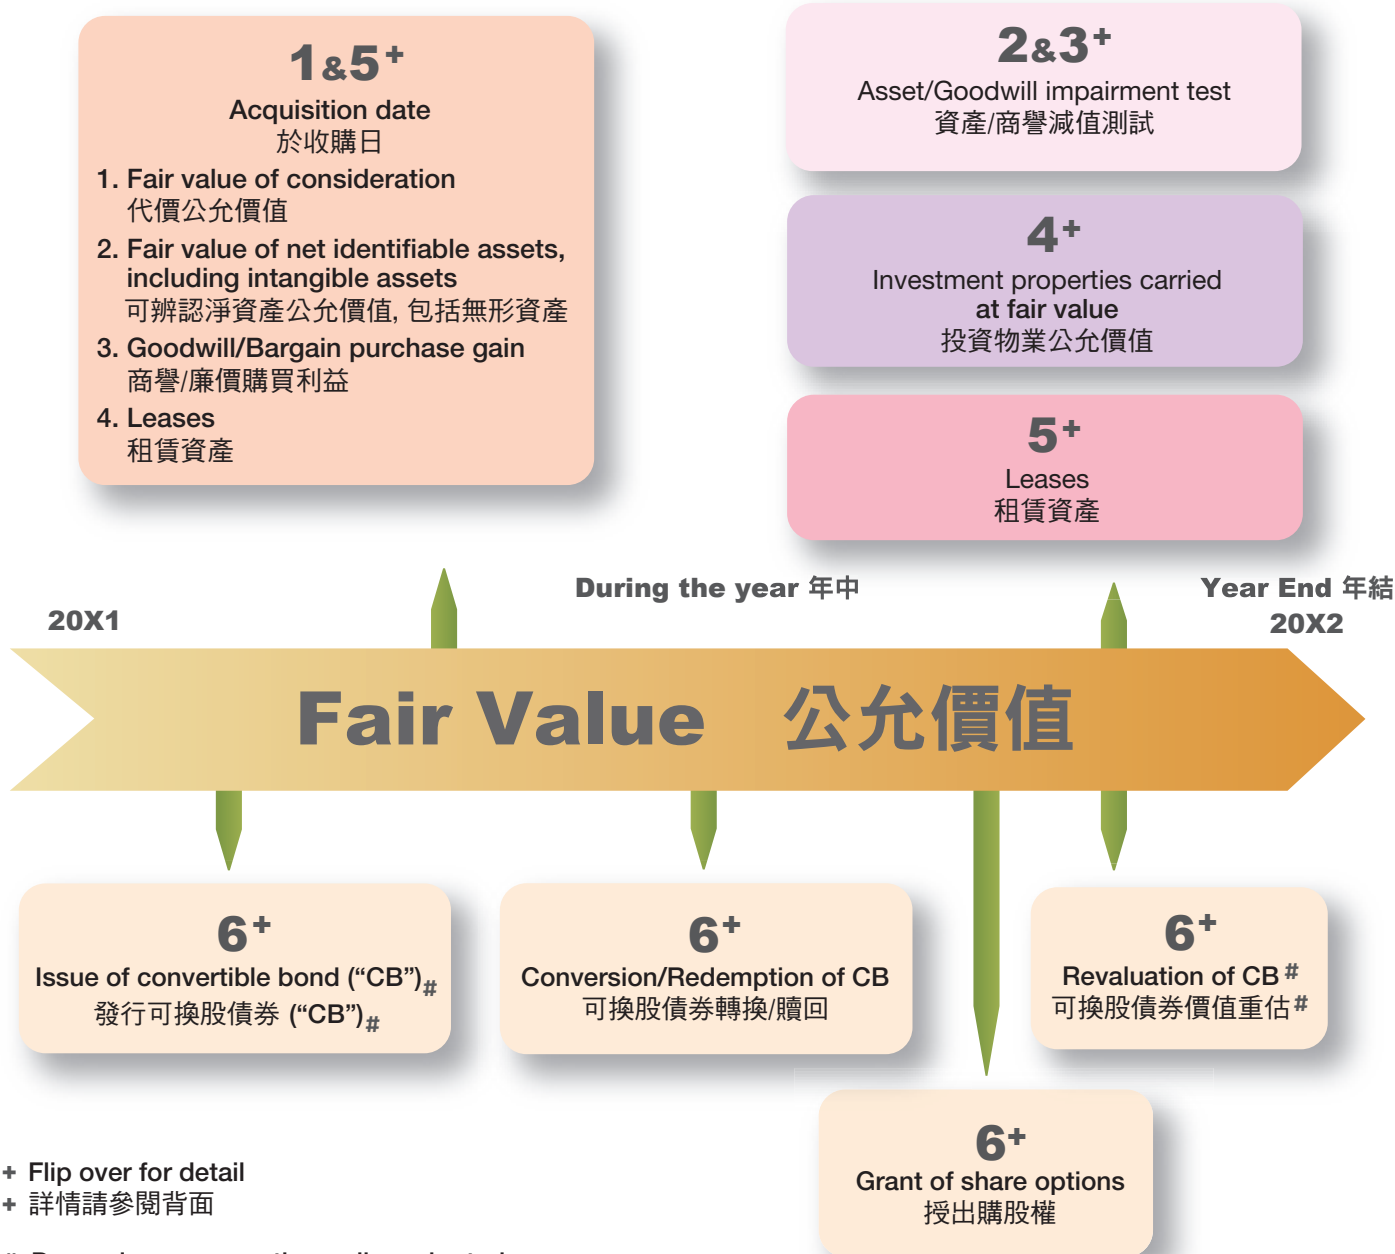 1&5+
Acquisition date
於收購日
1. Fair value of consideration
代價公允價值
2. Fair value of net identifiable assets,
including intangible assets
可辨認淨資產公允價值, 包括無形資產
3. Goodwill/Bargain purchase gain
商譽/廉價購買利益
4. Leases
租賃資產
2&3+
Asset/Goodwill impairment test
資產/商譽減值測試
4+
Investment properties carried
at fair value
投資物業公允價值
5+
Leases
租賃資產
20X1
During the year 年中
Year End 年結
20X2
Fair Value 公允價值
6+
Issue of convertible bond (“CB”)#
發行可換股債券 (“CB”)#
6+
Conversion/Redemption of CB
可換股債券轉換/贖回
6+
Revaluation of CB#
可換股債券價值重估#
6+
Grant of share options
授出購股權
+ Flip over for detail
+ 詳情請參閱背面